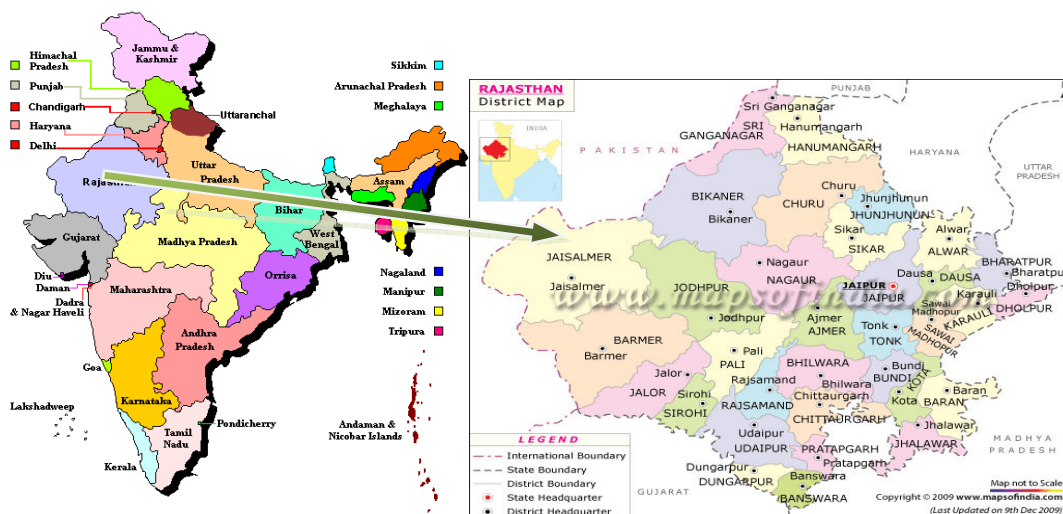 Jammu &
Kashmir
Himachal
Pradesh
Punjab
Chandigarh
Haryana
Delhi
Uttaranchal
Sikkim
Arunachal Pradesh
Meghalaya
Uttar
Pradesh
Assam
Bihar
Gujarat
Madhya Pradesh
West
Bengal
Diu
Daman
Dadra
& Nagar Haveli
Maharashtra
Orrisa
Nagaland
Manipur
Mizoram
Tripura
Andhra
Pradesh
Goa
Karnataka
Lakshadweep
Pondicherry
Tamil
Nadu
Kerala
Andaman &
Nicobar Islands
RAJASTHAN
District Map
INDIA
PUNJAB
PAKISTAN
HARYANA
UTTAR
PRADESH
Sri Ganganagar
SRI
GANGANAGAR
Hanumangarh
HANUMANGARH
BIKANER
Bikaner
Churu
CHURU
Jhunjhunun
JHUNJHUNUN
Sikar
SIKAR
Alwar
ALWAR
JAISALMER
Jaisalmer
JODHPUR
Jodhpur
Nagaur
NAGAUR
JAIPUR
JAIPUR
Dausa
DAUSA
BHARATPUR
Bharatpur
Dholpur
DHOLPUR
Karauli
KARAULI
Sawai
Madhopur
SAWAI
MADHOPUR
www.mapsofindia.com
Ajmer
AJMER
Tonk
TONK
BARMER
Barmer
Pali
PALI
Jalor
JALOR
Sirohi
SIROHI
Rajsamand
RAJSAMAND
BHILWARA
Bhilwara
Bundi
BUNDI
KOTA
Kota
Baran
BARAN
Chittaurgarh
CHITTAURGARH
Jhalawar
JHALAWAR
Udaipur
UDAIPUR
PRATAPGARH
Pratapgarh
Dungarpur
DUNGARPUR
Banswara
BANSWARA
GUJARAT
MADHYA
PRADESH
LEGEND
International Boundary
State Boundary
District Boundary
State Headquarter
District Headquarter
Map not to Scale
Copyright © 2009 www.mapsofindia.com
(Last Updated on 9th Dec 2009)